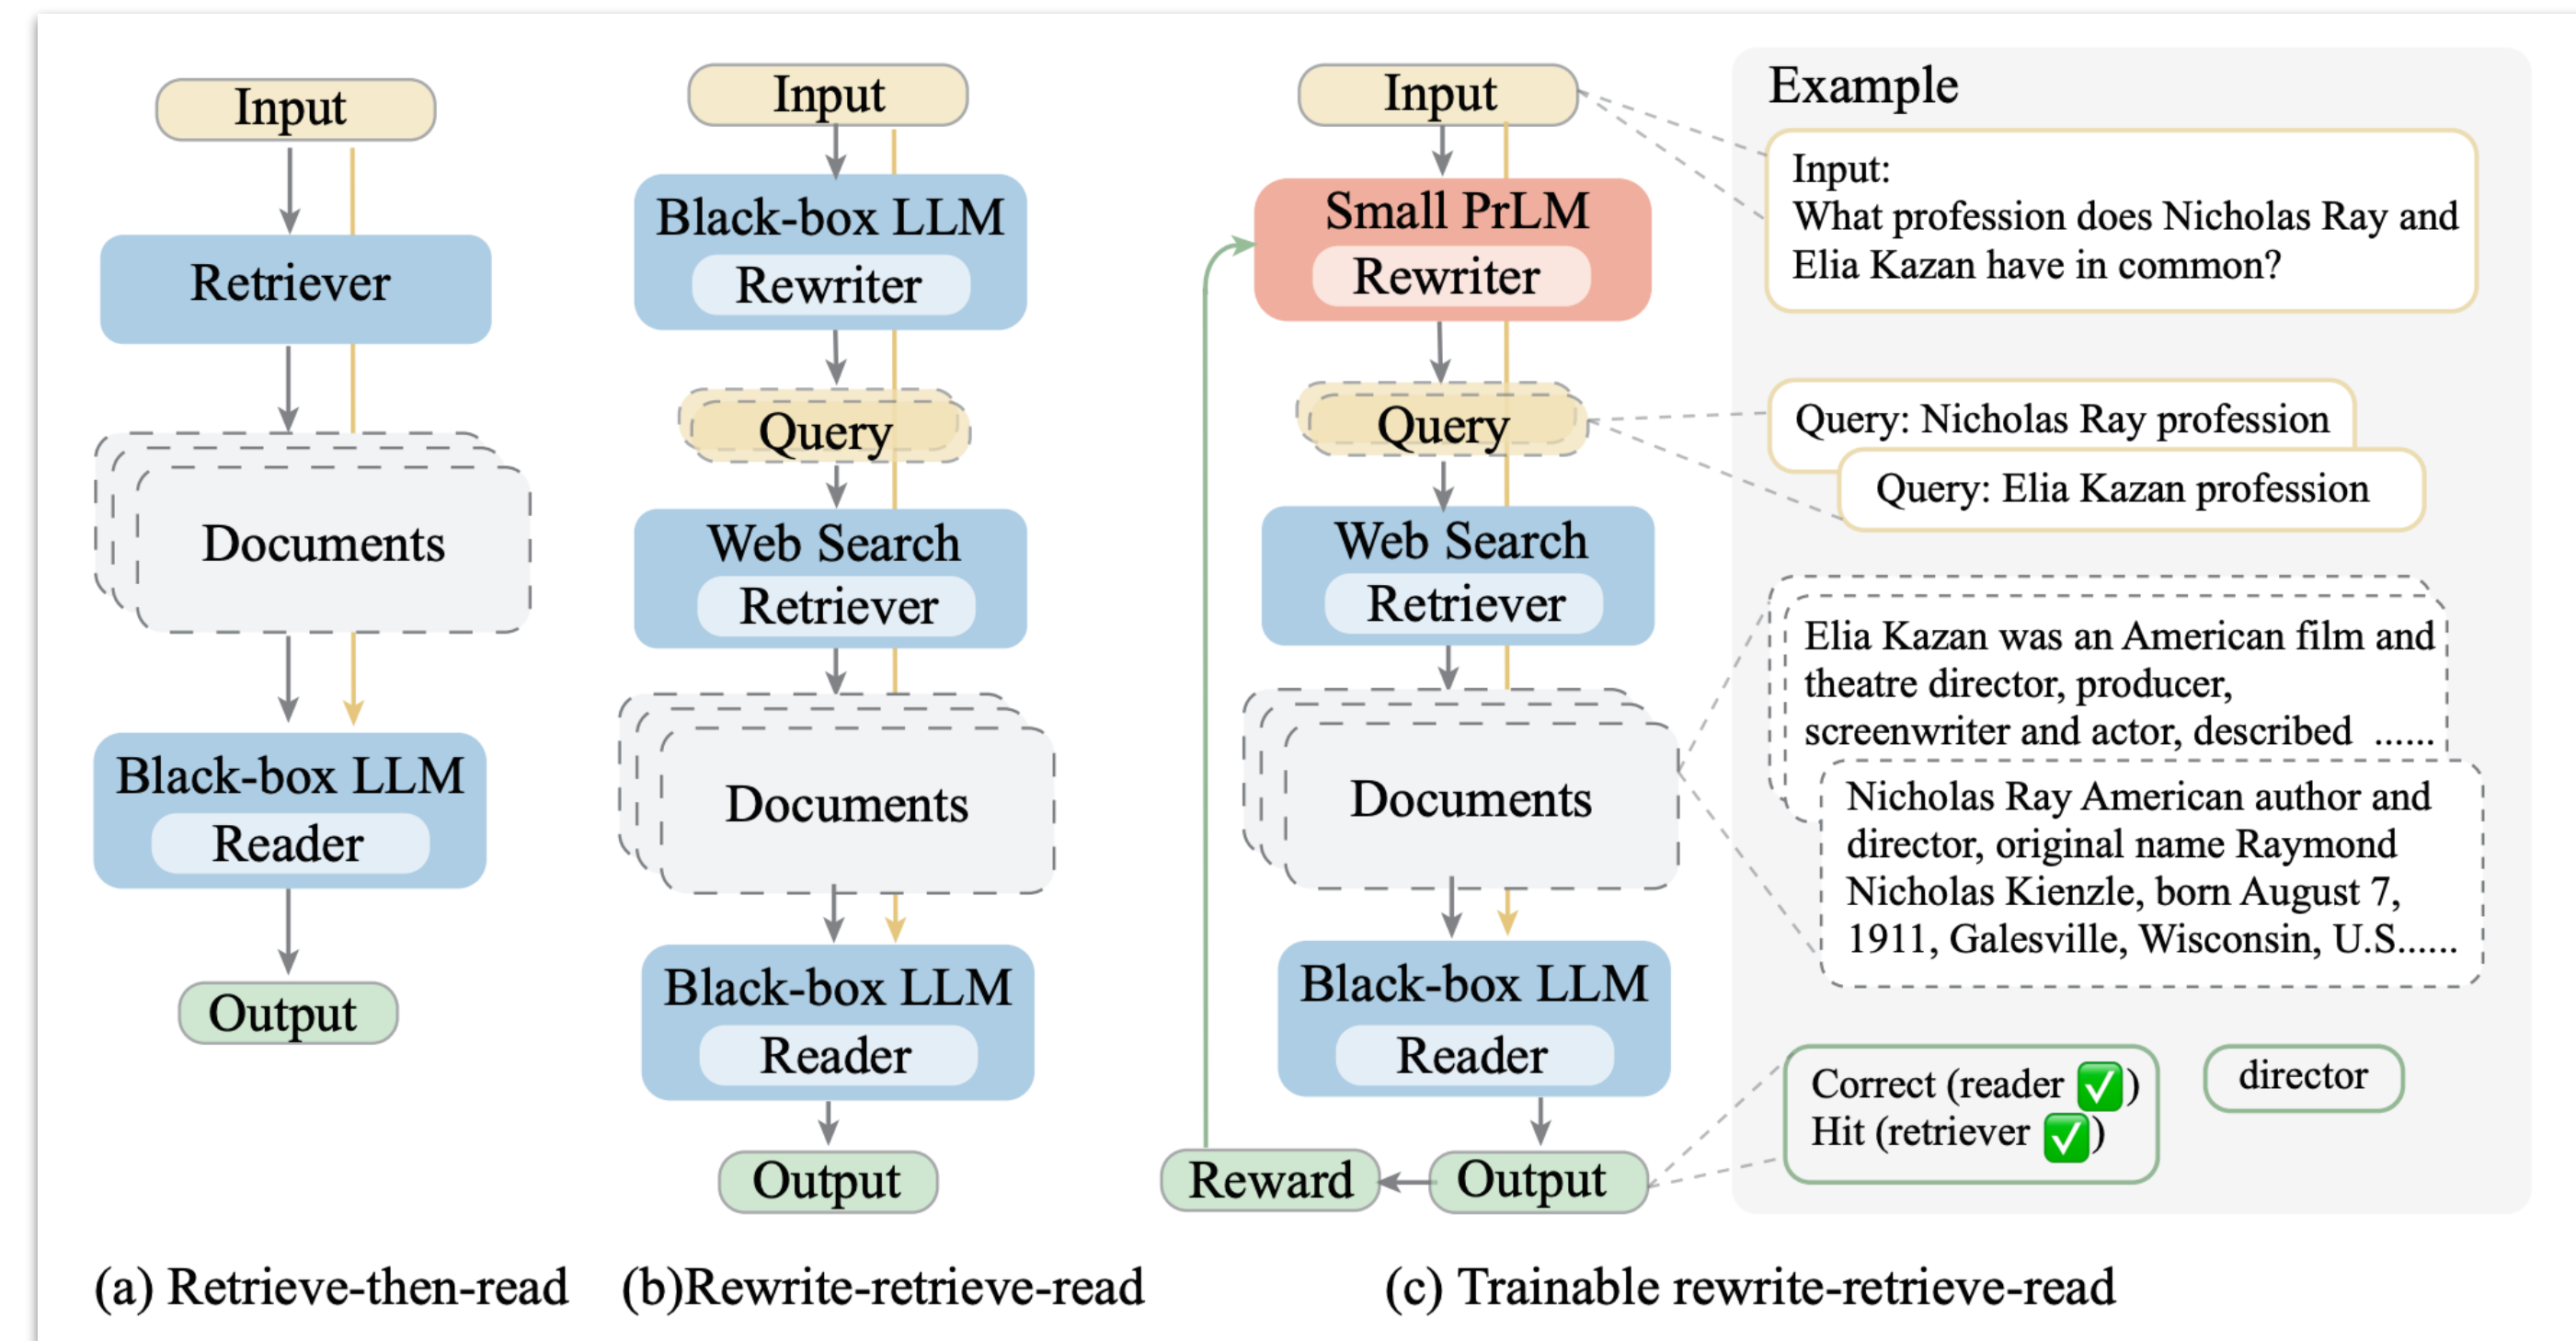 Input
Retriever
Documents
Black-box LLM
Reader
Output
(a) Retrieve-then-read
Input
Black-box LLM
Rewriter
Query
Web Search
Retriever
Documents
Black-box LLM
Reader
Output
(b)Rewrite-retrieve-read
Input
Small PrLM
Rewriter
Query
Web Search
Retriever
Documents
Black-box LLM
Reader
Output
Reward
(c) Trainable rewrite-retrieve-read
Example
Input:
What profession does Nicholas Ray and
Elia Kazan have in common?
Query: Nicholas Ray profession
Query: Elia Kazan profession
Elia Kazan was an American film and
theatre director, producer,
screenwriter and actor, described ......
Nicholas Ray American author and
director, original name Raymond
Nicholas Kienzle, born August 7,
1911, Galesville, Wisconsin, U.S......
Correct (reader ✅)
Hit (retriever ✅)
director